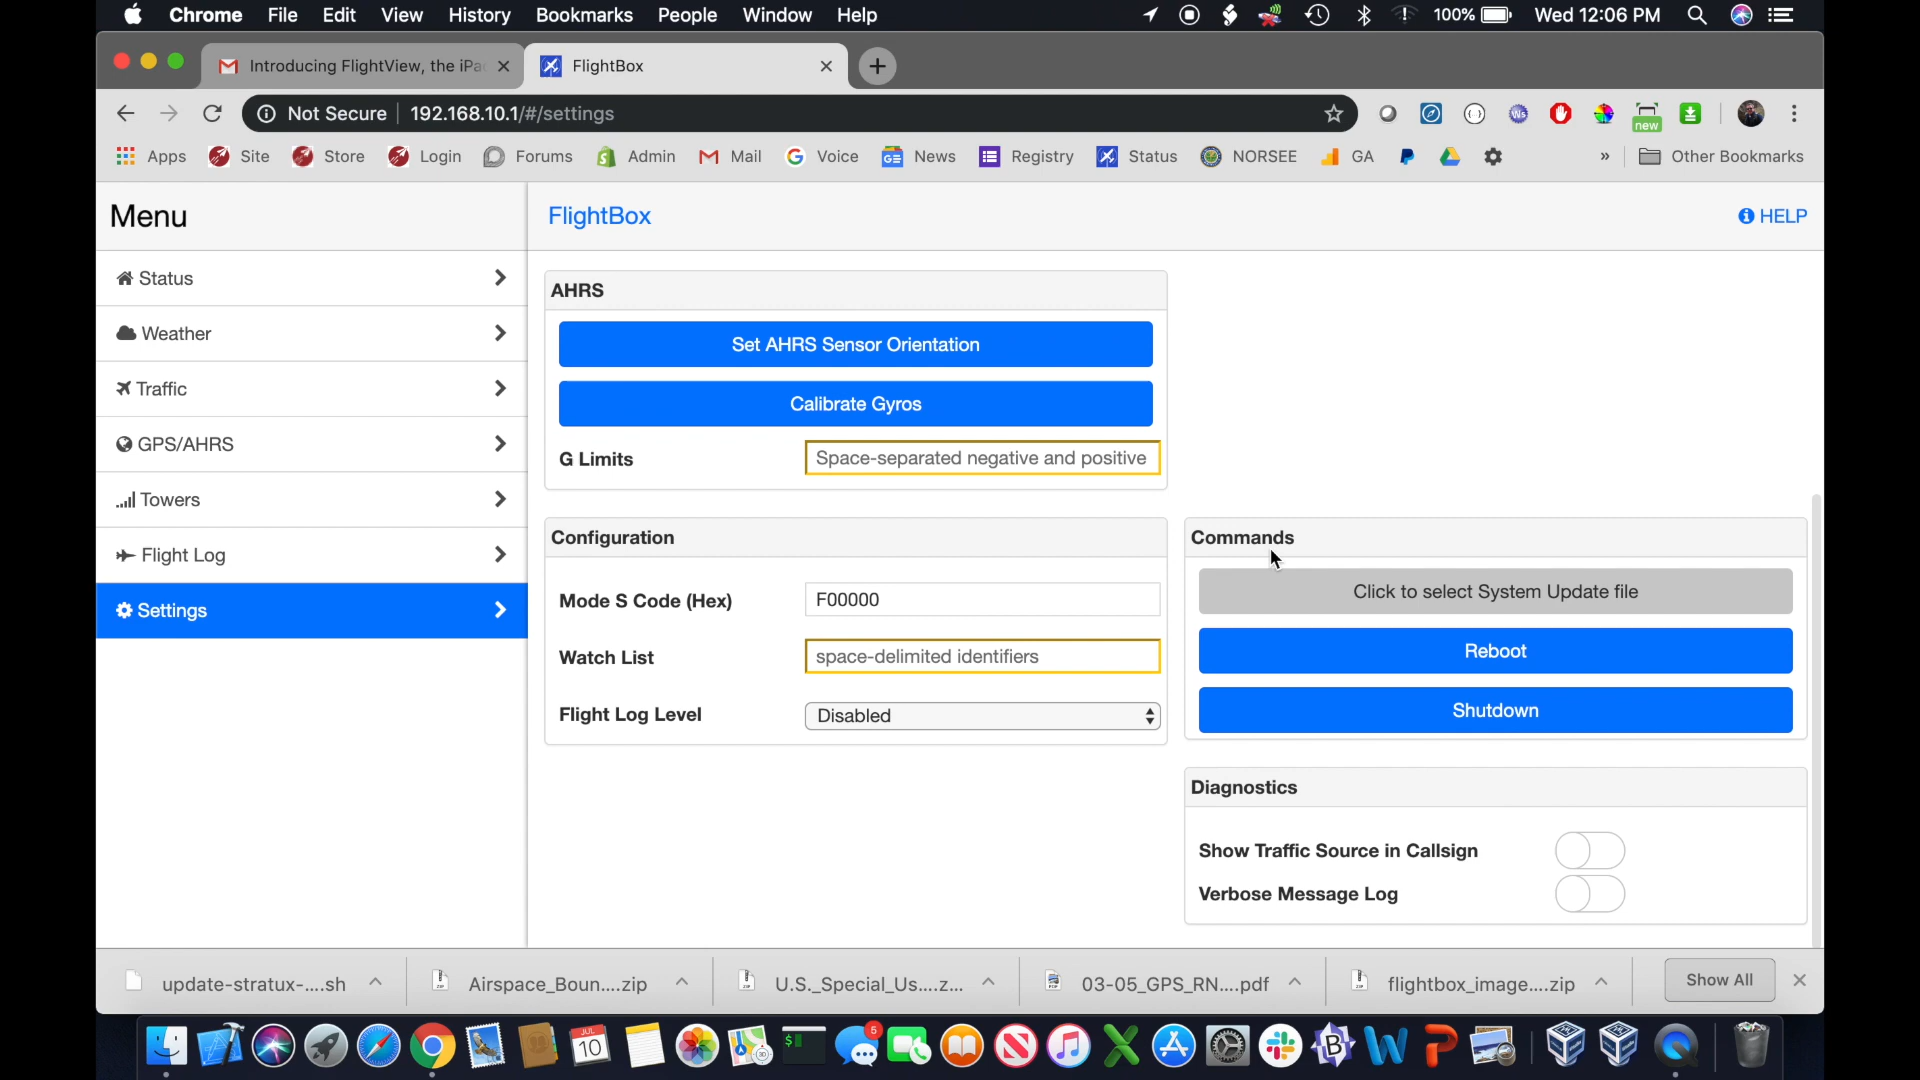 Chrome File Edit View History Bookmarks People Window Help 100% Wed 12:06 PM
Introducing FlightView, the iPa FlightBox
Not Secure 192.168.10.1/#/settings new
Apps Site Store Login Forums Admin Mail Voice News Registry Status NORSEE GA » Other Bookmarks
Menu
FlightBox
HELP
Status
Weather
Traffic
GPS/AHRS
Towers
Flight Log
Settings
AHRS
Set AHRS Sensor Orientation
Calibrate Gyros
G Limits Space-separated negative and positive
Configuration
Mode S Code (Hex) F00000
Watch List space-delimited identifiers
Flight Log Level Disabled
Commands
Click to select System Update file
Reboot
Shutdown
Diagnostics
Show Traffic Source in Callsign
Verbose Message Log
update-stratux-....sh Airspace_Boun....zip U.S._Special_Us....z... 03-05_GPS_RN....pdf flightbox_image....zip Show All
JUL
10
5